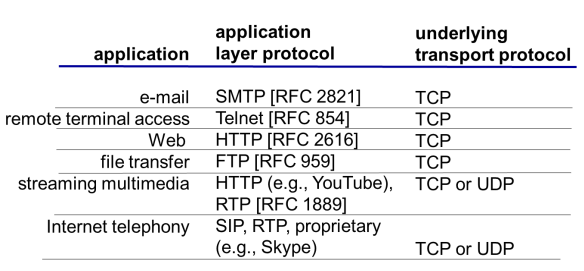 application application layer protocol underlying transport protocol
e-mail SMTP [RFC 2821] TCP
remote terminal access Telnet [RFC 854] TCP
Web HTTP [RFC 2616] TCP
file transfer FTP [RFC 959] TCP
streaming multimedia HTTP (e.g., YouTube), TCP or UDP
RTP [RFC 1889]
Internet telephony SIP, RTP, proprietary
(e.g., Skype) TCP or UDP